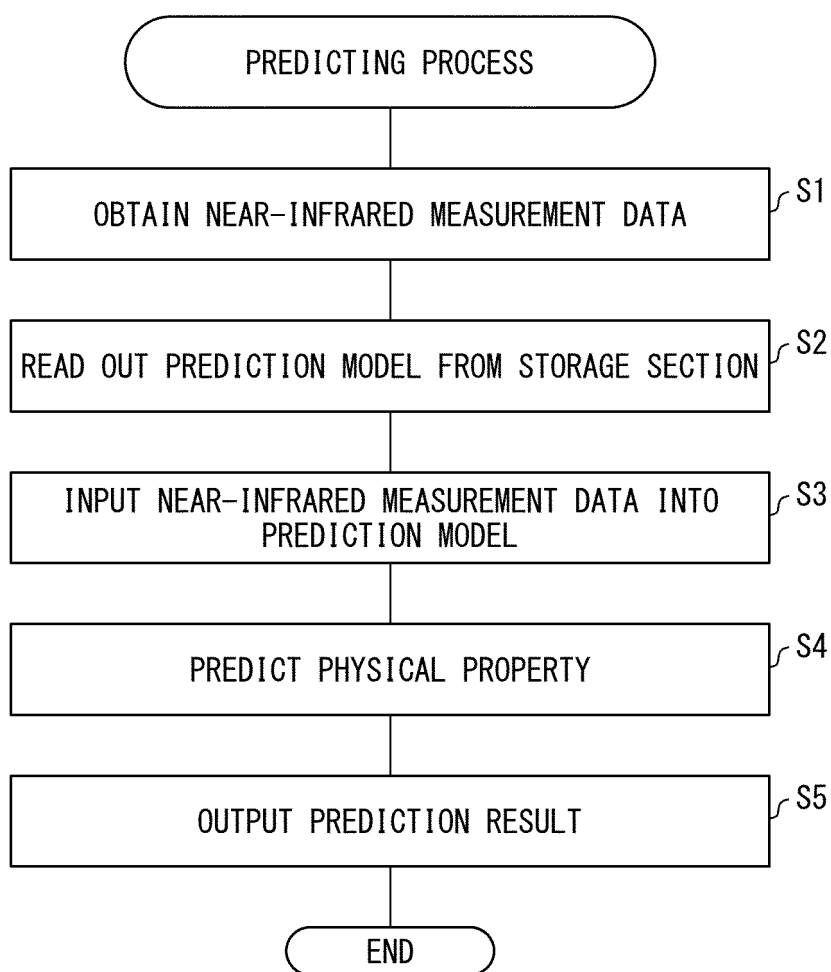 PREDICTING PROCESS
OBTAIN NEAR-INFRARED MEASUREMENT DATA
S1
READ OUT PREDICTION MODEL FROM STORAGE SECTION
S2
INPUT NEAR-INFRARED MEASUREMENT DATA INTO
PREDICTION MODEL
S3
PREDICT PHYSICAL PROPERTY
S4
OUTPUT PREDICTION RESULT
S5
END